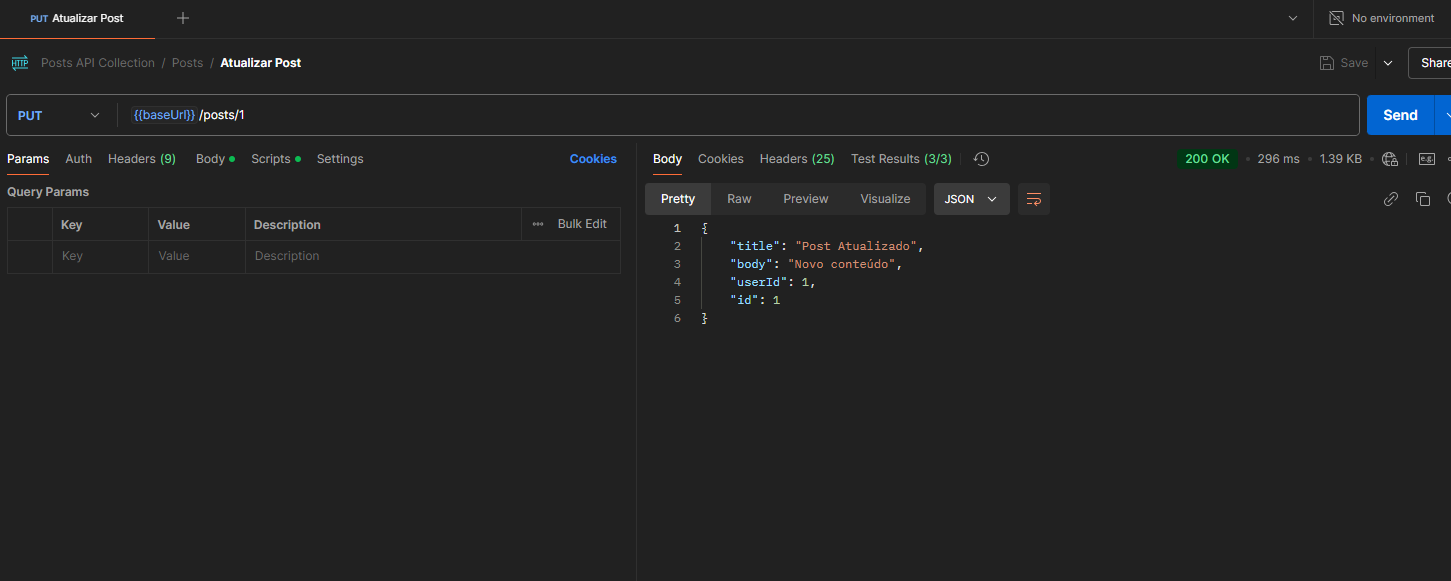 PUT Atualizar Post
No environment
HTTP Posts API Collection / Posts / Atualizar Post
Save
Share
PUT {{baseUrl}} /posts/1
Send
Params Auth Headers (9) Body Scripts Settings Cookies
Query Params
Key Value Description ••• Bulk Edit
Key Value Description
Body Cookies Headers (25) Test Results (3/3)
200 OK • 296 ms • 1.39 KB • e.g.
Pretty Raw Preview Visualize JSON
1 {
2 "title": "Post Atualizado",
3 "body": "Novo conteúdo",
4 "userId": 1,
5 "id": 1
6 }